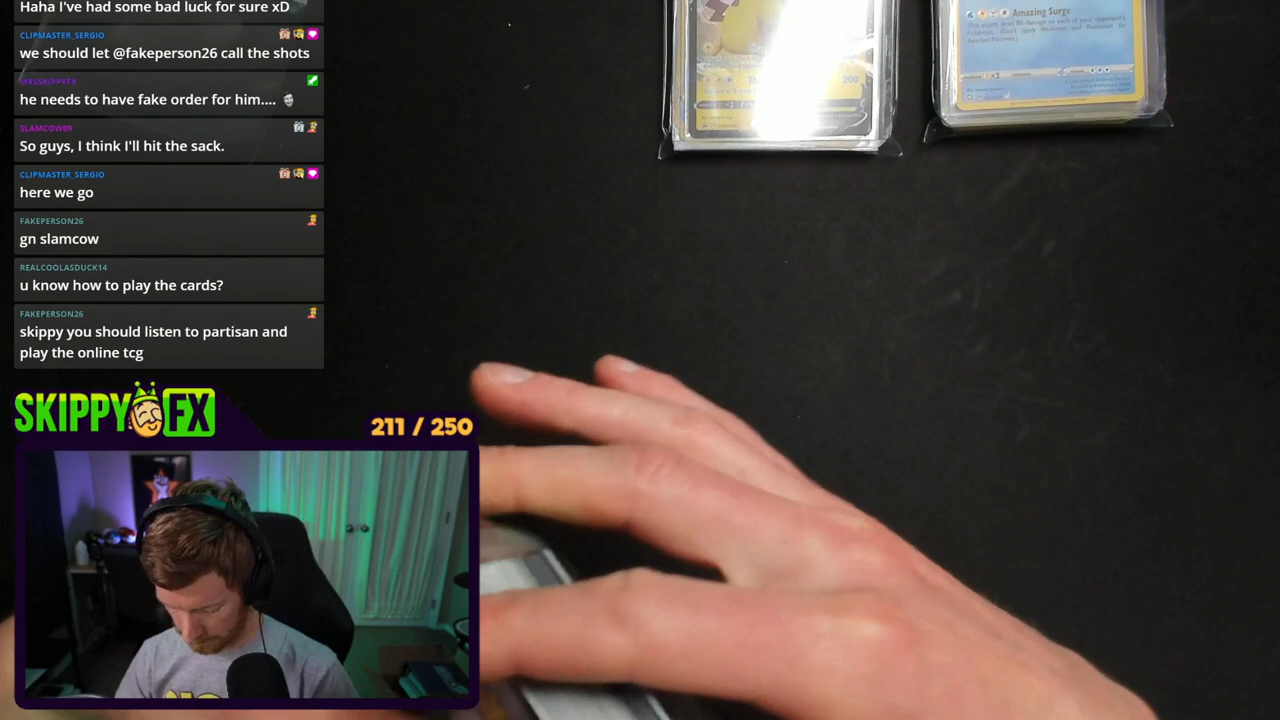 Haha I've had some bad luck for sure xD
CLIPMASTER_SERGIO
we should let @fakeperson26 call the shots
MRSSKIPPYFX
he needs to have fake order for him....
SLAMCOW89
So guys, I think I'll hit the sack.
CLIPMASTER_SERGIO
here we go
FAKEPERSON26
gn slamcow
REALCOOLASDUCK14
u know how to play the cards?
FAKEPERSON26
skippy you should listen to partisan and
play the online tcg
SKIPPY FX
211 / 250
300
Amazing Surge